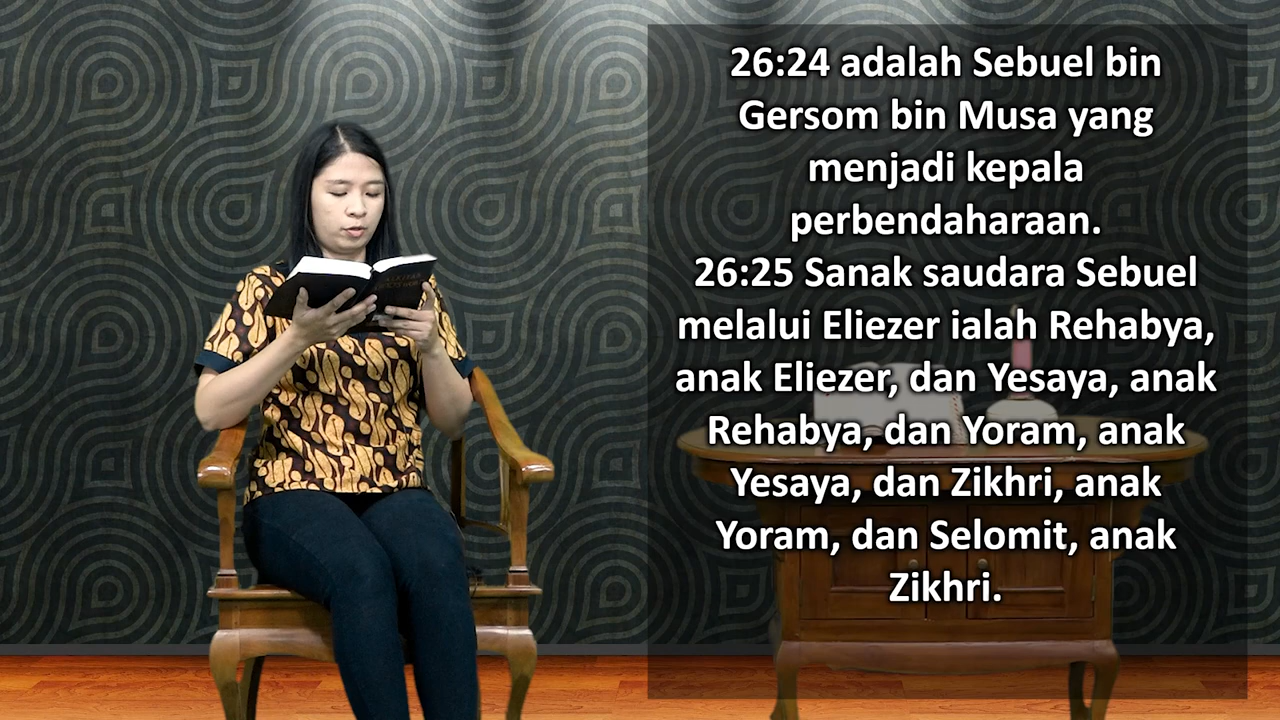 26:24 adalah Sebuel bin
Gersom bin Musa yang
menjadi kepala
perbendaharaan.
26:25 Sanak saudara Sebuel
melalui Eliezer ialah Rehabya,
anak Eliezer, dan Yesaya, anak
Rehabya, dan Yoram, anak
Yesaya, dan Zikhri, anak
Yoram, dan Selomit, anak
Zikhri.